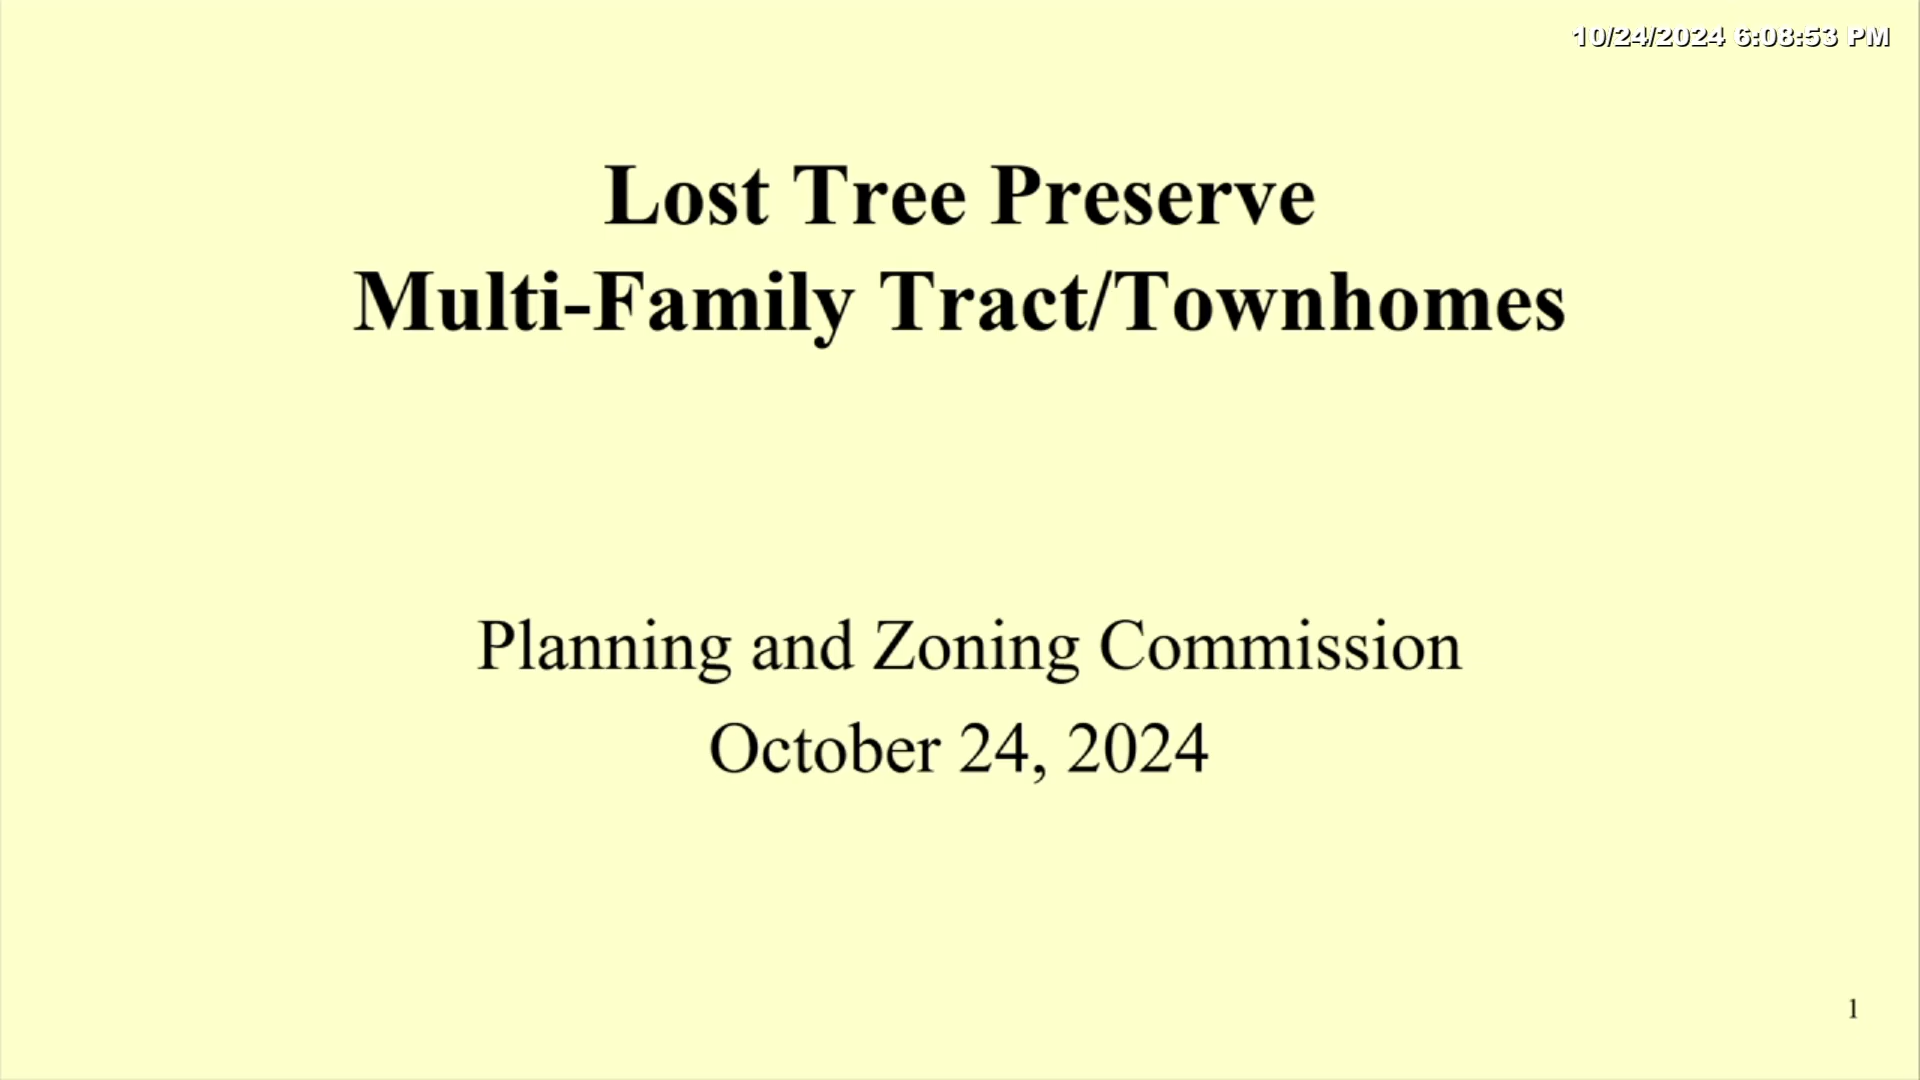 10/24/2024 6:08:53 PM
Lost Tree Preserve
Multi-Family Tract/Townhomes
Planning and Zoning Commission
October 24, 2024
1